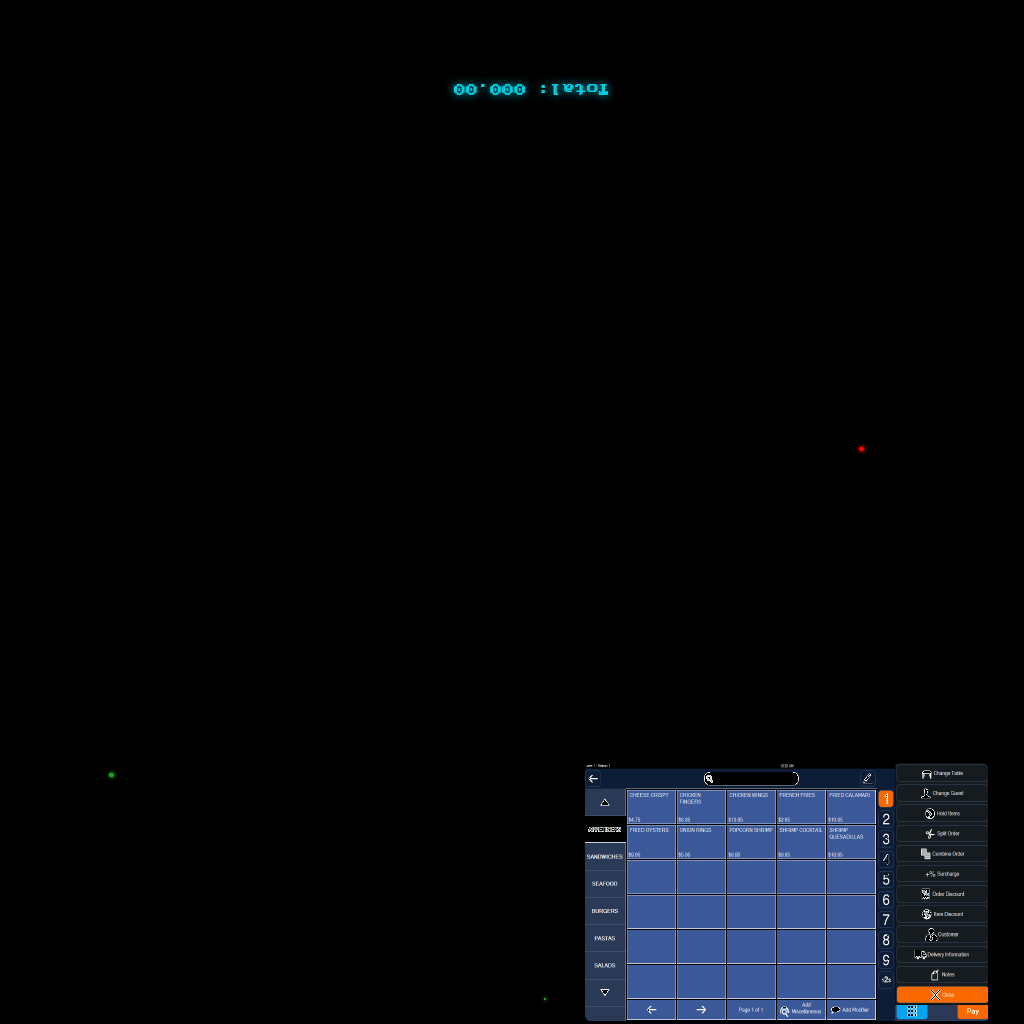 Total: 000.00
10:20 AM
CHEESE CRISPY
$4.75
CHICKEN FINGERS
$8.95
CHICKEN WINGS
$10.95
FRENCH FRIES
$2.95
FRIED CALAMARI
$10.95
FRIED OYSTERS
$9.95
ONION RINGS
$5.95
POPCORN SHRIMP
$8.95
SHRIMP COCKTAIL
$8.95
SHRIMP QUESADILLAS
$10.95
SANDWICHES
SEAFOOD
BURGERS
PASTAS
SALADS
Page 1 of 1
Add Miscellaneous
Add Modifier
1
2
3
4
5
6
7
8
9
Change Table
Change Guest
Hold Items
Split Order
Combine Order
+% Surcharge
Order Discount
Item Discount
Customer
Delivery Information
Notes
Close
Pay